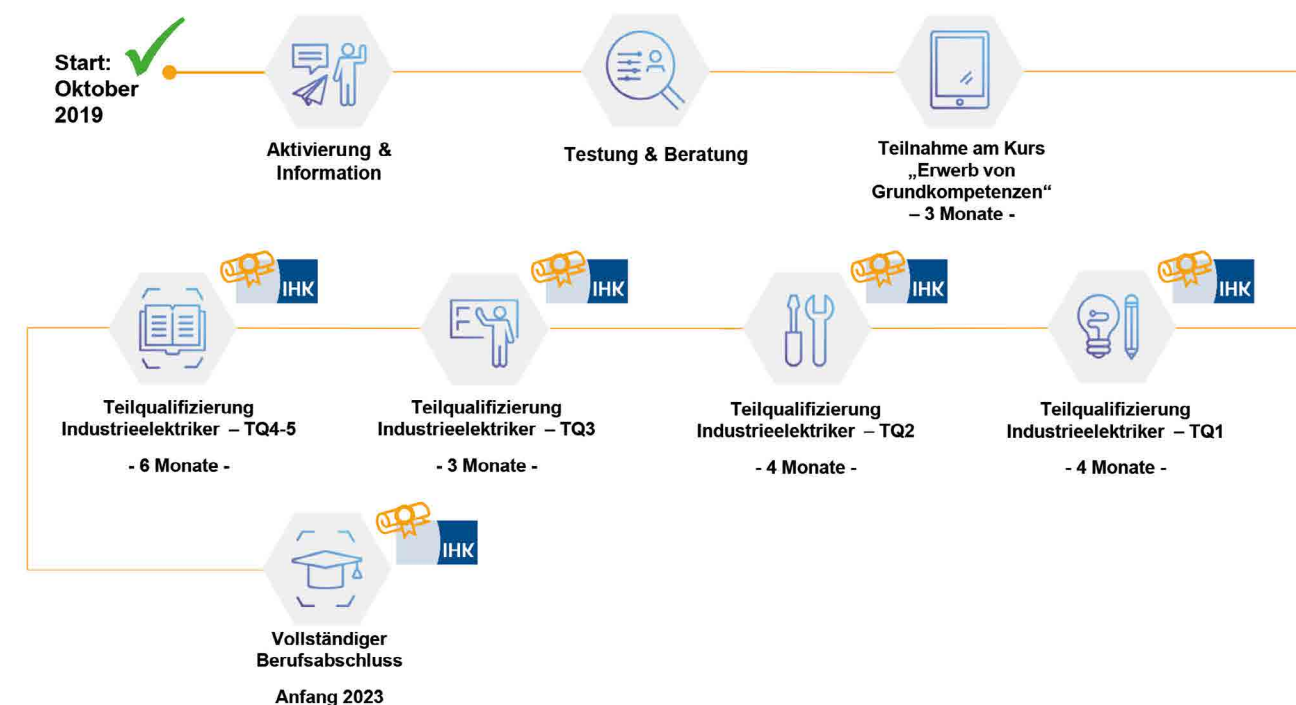 Start:
Oktober
2019
Aktivierung &
Information
Testung & Beratung
Teilnahme am Kurs
„Erwerb von
Grundkompetenzen“
– 3 Monate -
IHK
IHK
IHK
IHK
Teilqualifizierung
Industrieelektriker – TQ4-5
- 6 Monate -
Teilqualifizierung
Industrieelektriker – TQ3
- 3 Monate -
Teilqualifizierung
Industrieelektriker – TQ2
- 4 Monate -
Teilqualifizierung
Industrieelektriker – TQ1
- 4 Monate -
IHK
Vollständiger
Berufsabschluss
Anfang 2023